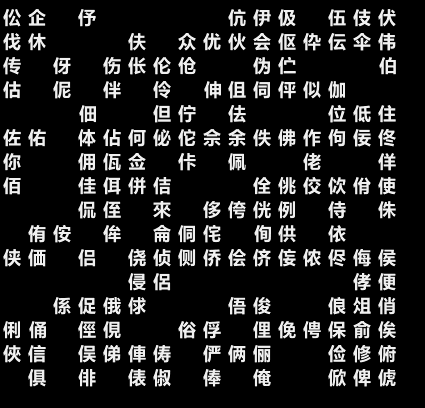 伀企 伃 伉伊伋 伍伎伏
伐休 伕 众优伙会伛伜伝伞伟
传 伢 伤伥伦伧 伪伫 伯
估 伲 伴 伶 伸伹伺伻似伽
佃 但佇 佉 位低住
佐佑 体佔何佖佗佘余佚佛作佝佞佟
你 佣佤佥 佧 佩 佬 佯
佰 佳佴併佶 佺佻佼佽佾使
侃侄 來 侈侉侊例 侍 侏
侑侒 侔 侖侗侘 侚供 依
侠価 侣 侥侦侧侨侩侪侫侬侭侮侯
侵侶 侾便
係促俄俅 俉俊 俍俎俏
俐俑 俓俔 俗俘 俚俛俜保俞俟
俠信 俣俤俥俦 俨俩俪 俭修俯
俱 俳 俵俶 俸 俺 俽俾俿